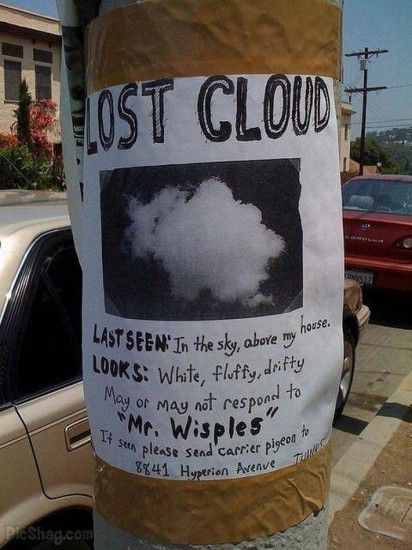 LOST CLOUD
LAST SEEN: In the sky, above my house.
LOOKS: White, fluffy, drifty
May or may not respond to
"Mr. Wisples"
If seen please send carrier pigeon to
8841 Hyperion Avenue
COROLLA
PicShag.com